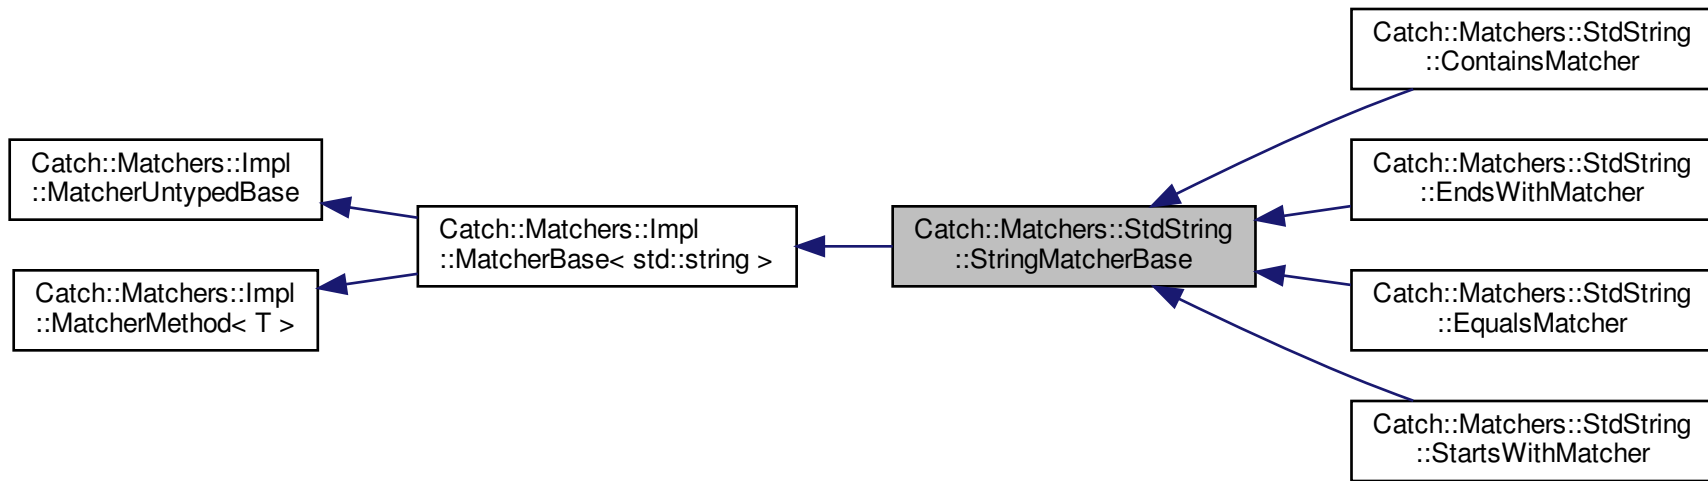 Catch::Matchers::StdString
::ContainsMatcher
Catch::Matchers::Impl
::MatcherUntypedBase
Catch::Matchers::StdString
::EndsWithMatcher
Catch::Matchers::Impl
::MatcherBase< std::string >
Catch::Matchers::StdString
::StringMatcherBase
Catch::Matchers::Impl
::MatcherMethod< T >
Catch::Matchers::StdString
::EqualsMatcher
Catch::Matchers::StdString
::StartsWithMatcher